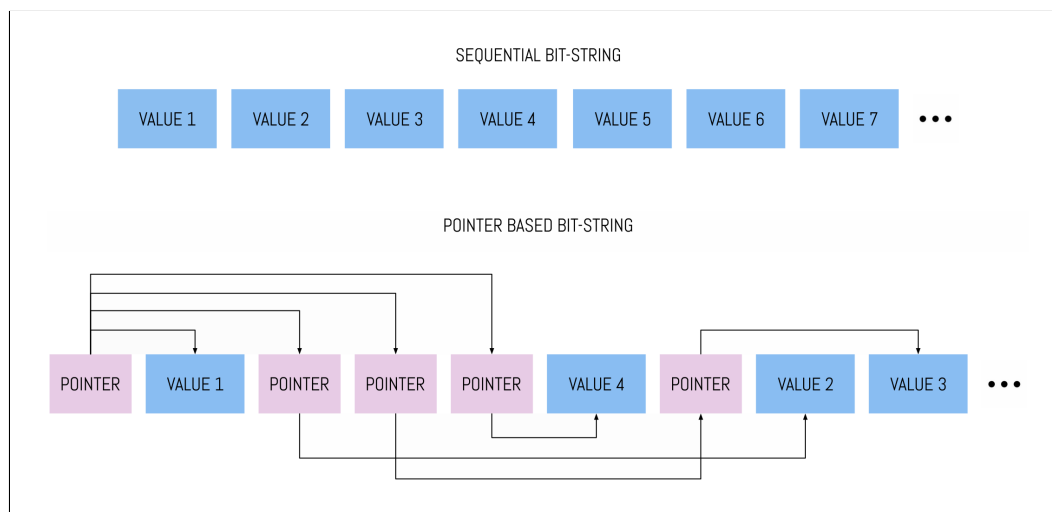 SEQUENTIAL BIT-STRING
VALUE 1 VALUE 2 VALUE 3 VALUE 4 VALUE 5 VALUE 6 VALUE 7 •••
POINTER BASED BIT-STRING
POINTER VALUE 1 POINTER POINTER POINTER VALUE 4 POINTER VALUE 2 VALUE 3 •••